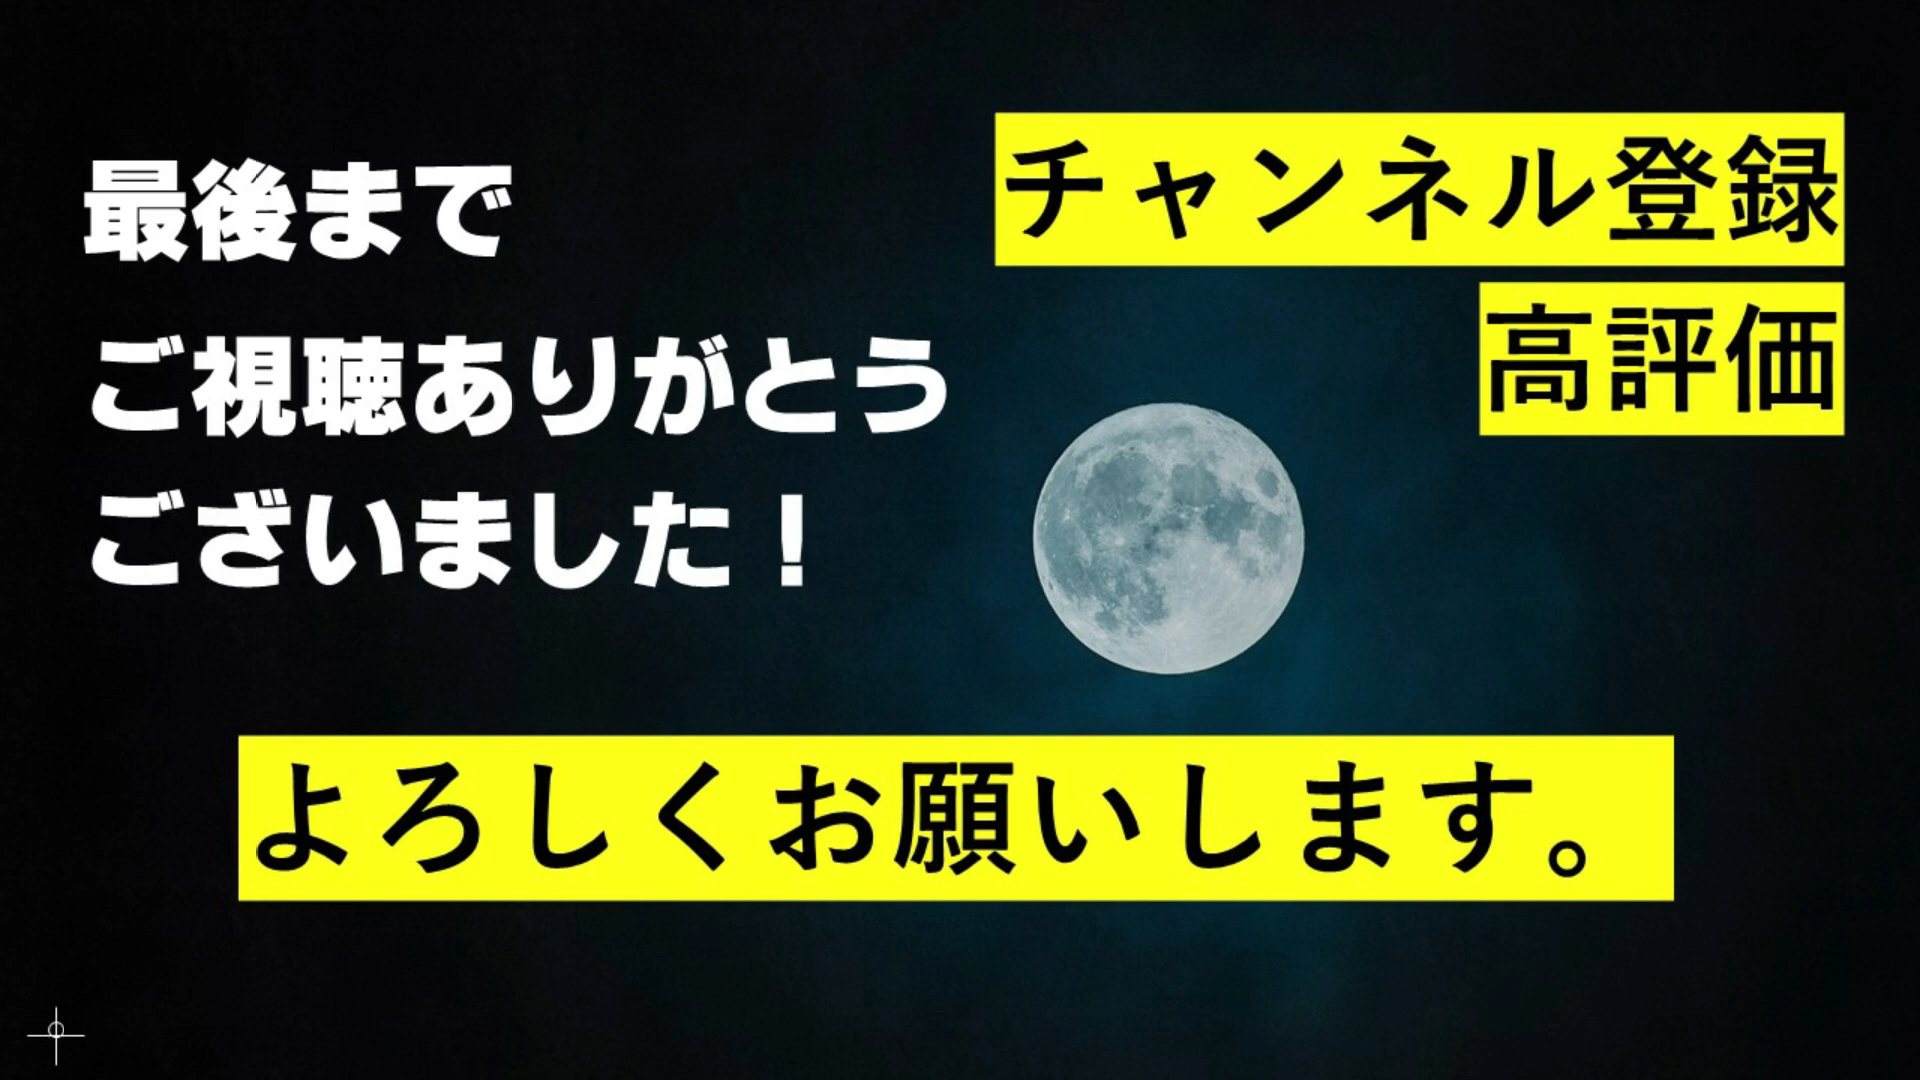 最後まで
ご視聴ありがとう
ございました！
チャンネル登録
高評価
よろしくお願いします。